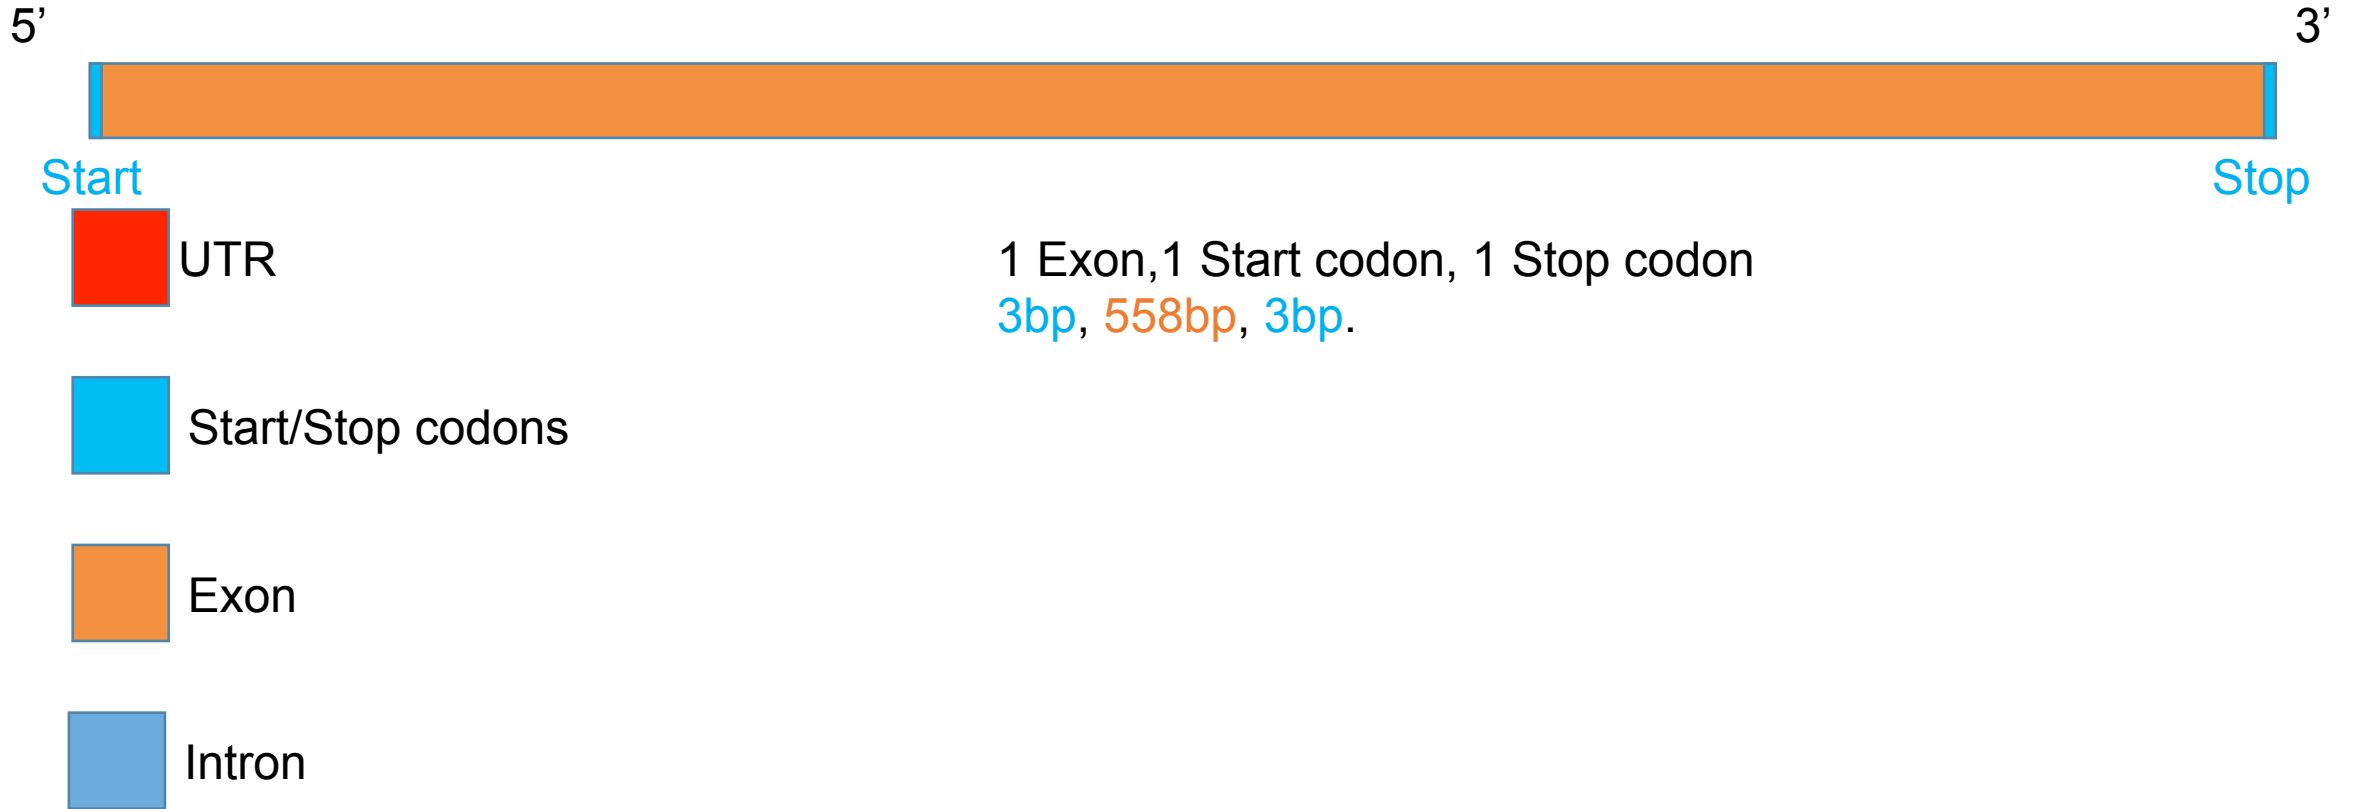 5’
3’
Start
Stop
UTR
1 Exon,1 Start codon, 1 Stop codon
3bp, 558bp, 3bp.
Start/Stop codons
Exon
Intron